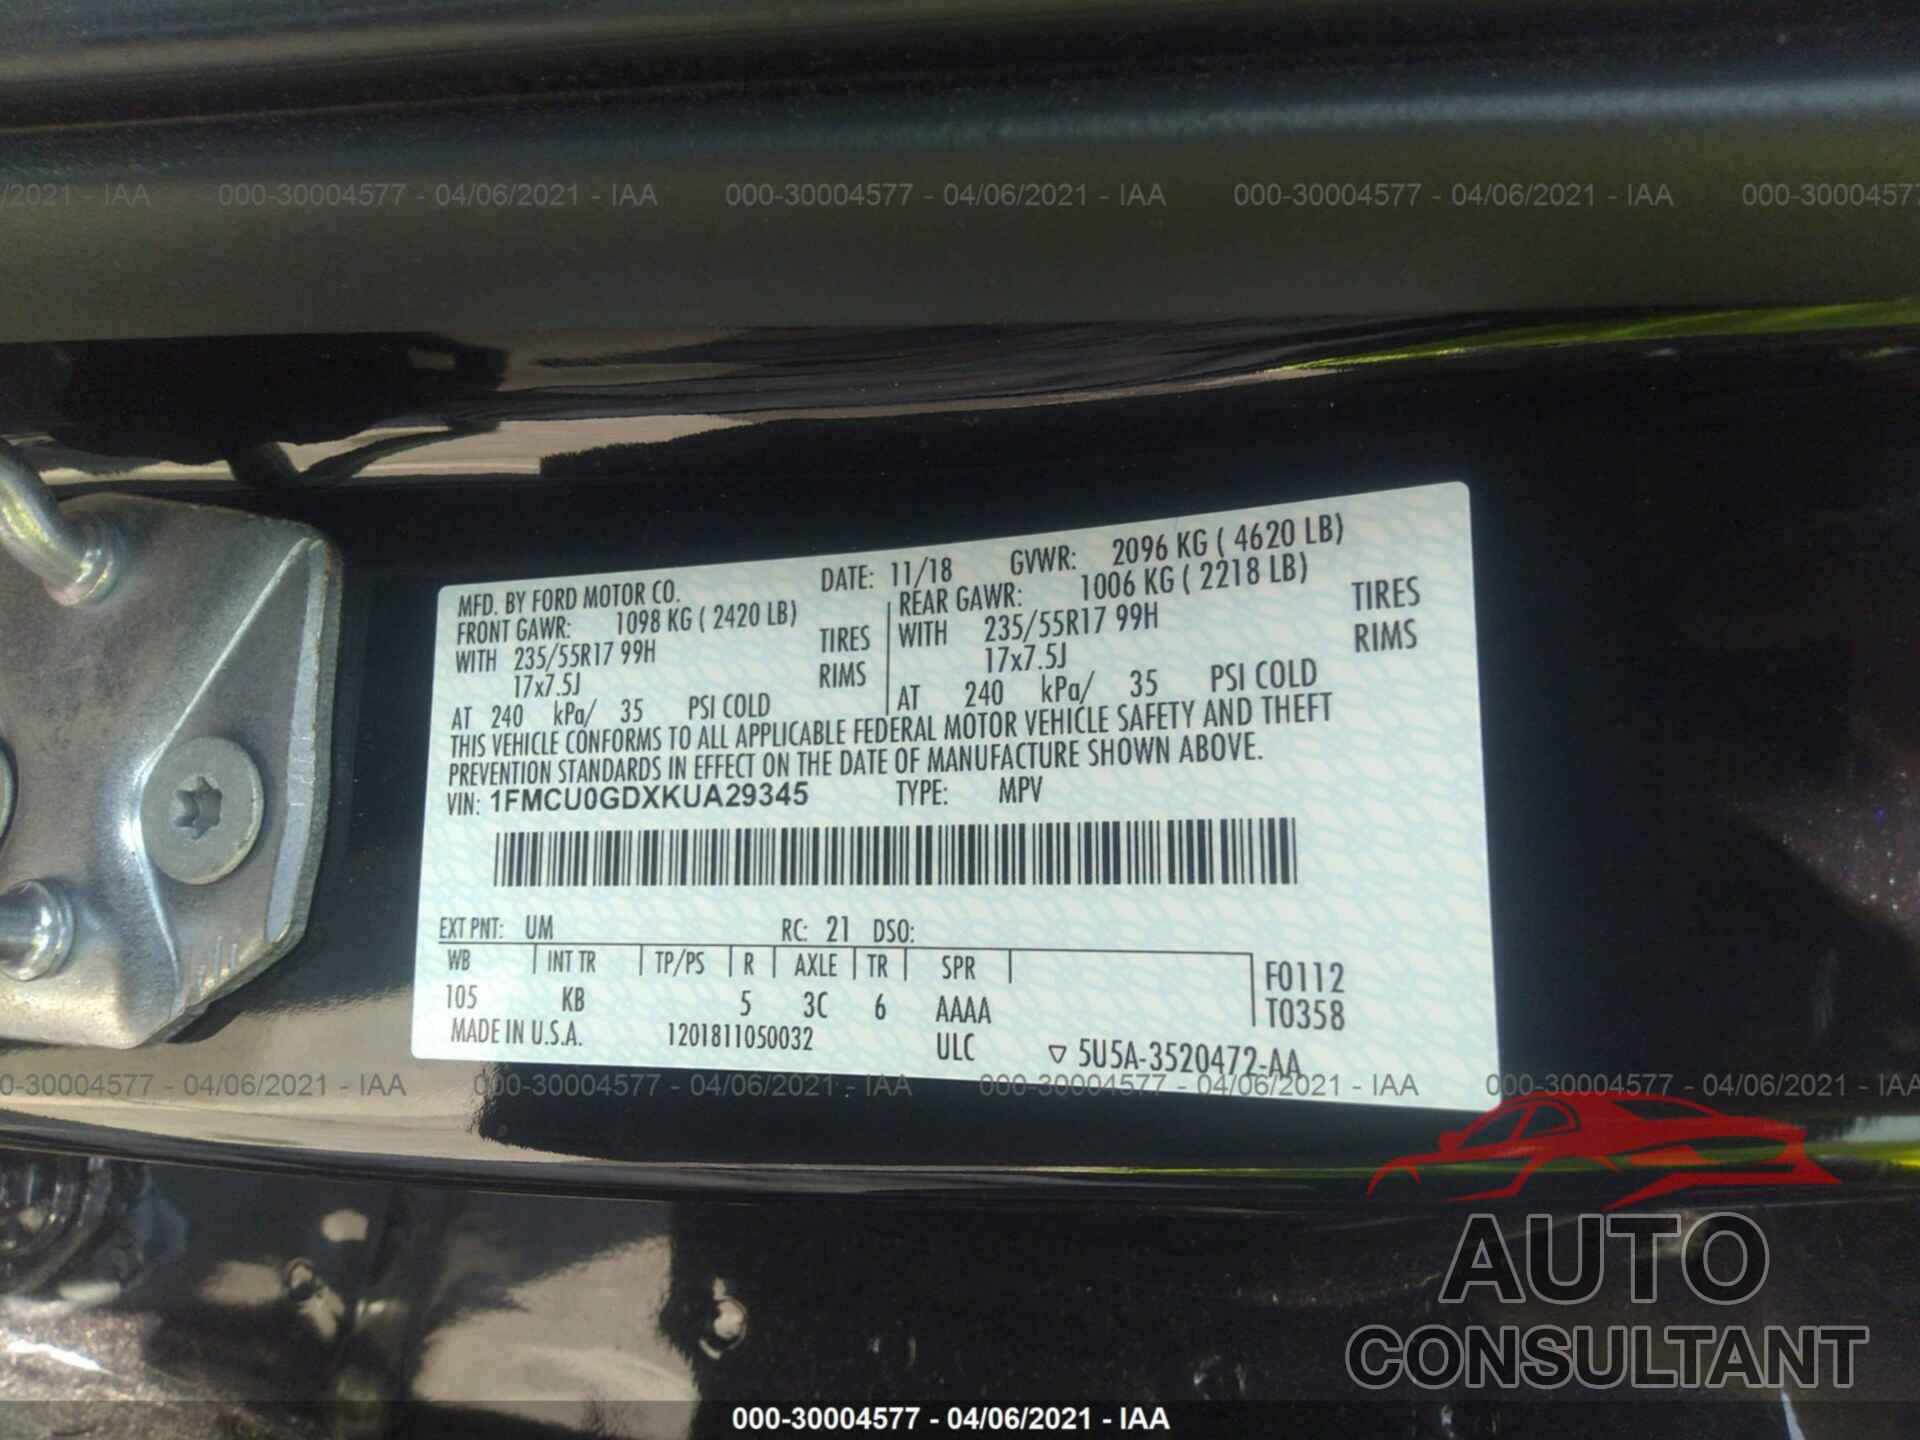 /2021 - IAA 000-30004577 - 04/06/2021 - IAA 000-30004577 - 04/06/2021 - IAA 000-30004577 - 04/06/2021 - IAA 000-30004577
MFD. BY FORD MOTOR CO. DATE: 11/18 GVWR: 2096 KG ( 4620 LB)
FRONT GAWR: 1098 KG ( 2420 LB) REAR GAWR: 1006 KG ( 2218 LB)
WITH 235/55R17 99H TIRES WITH 235/55R17 99H TIRES
17x7.5J RIMS 17x7.5J RIMS
AT 240 kPa/ 35 PSI COLD AT 240 kPa/ 35 PSI COLD
THIS VEHICLE CONFORMS TO ALL APPLICABLE FEDERAL MOTOR VEHICLE SAFETY AND THEFT
PREVENTION STANDARDS IN EFFECT ON THE DATE OF MANUFACTURE SHOWN ABOVE.
VIN: 1FMCU0GDXKUA29345 TYPE: MPV
EXT PNT: UM RC: 21 DSO:
WB INT TR TP/PS R AXLE TR SPR F0112
105 KB 5 3C 6 AAAA T0358
MADE IN U.S.A. 1201811050032 ULC 5U5A-3520472-AA
0-30004577 - 04/06/2021 - IAA 000-30004577 - 04/06/2021 - IAA 000-30004577 - 04/06/2021 - IAA 000-30004577 - 04/06/2021 - IAA
AUTO
CONSULTANT
000-30004577 - 04/06/2021 - IAA